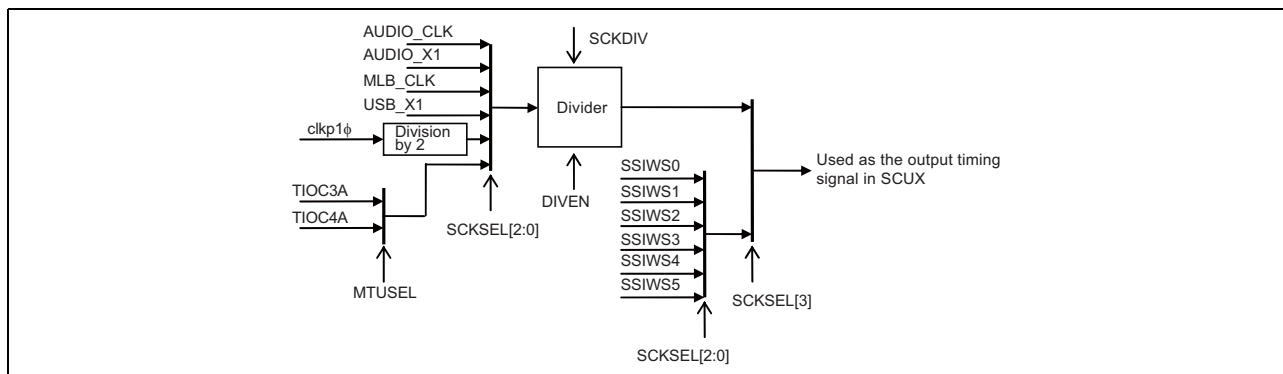 AUDIO_CLK
AUDIO_X1
MLB_CLK
USB_X1
clkp1ϕ
Division
by 2
TIOC3A
TIOC4A
MTUSEL
SCKSEL[2:0]
SCKDIV
Divider
DIVEN
SSIWS0
SSIWS1
SSIWS2
SSIWS3
SSIWS4
SSIWS5
SCKSEL[2:0]
SCKSEL[3]
Used as the output timing
signal in SCUX